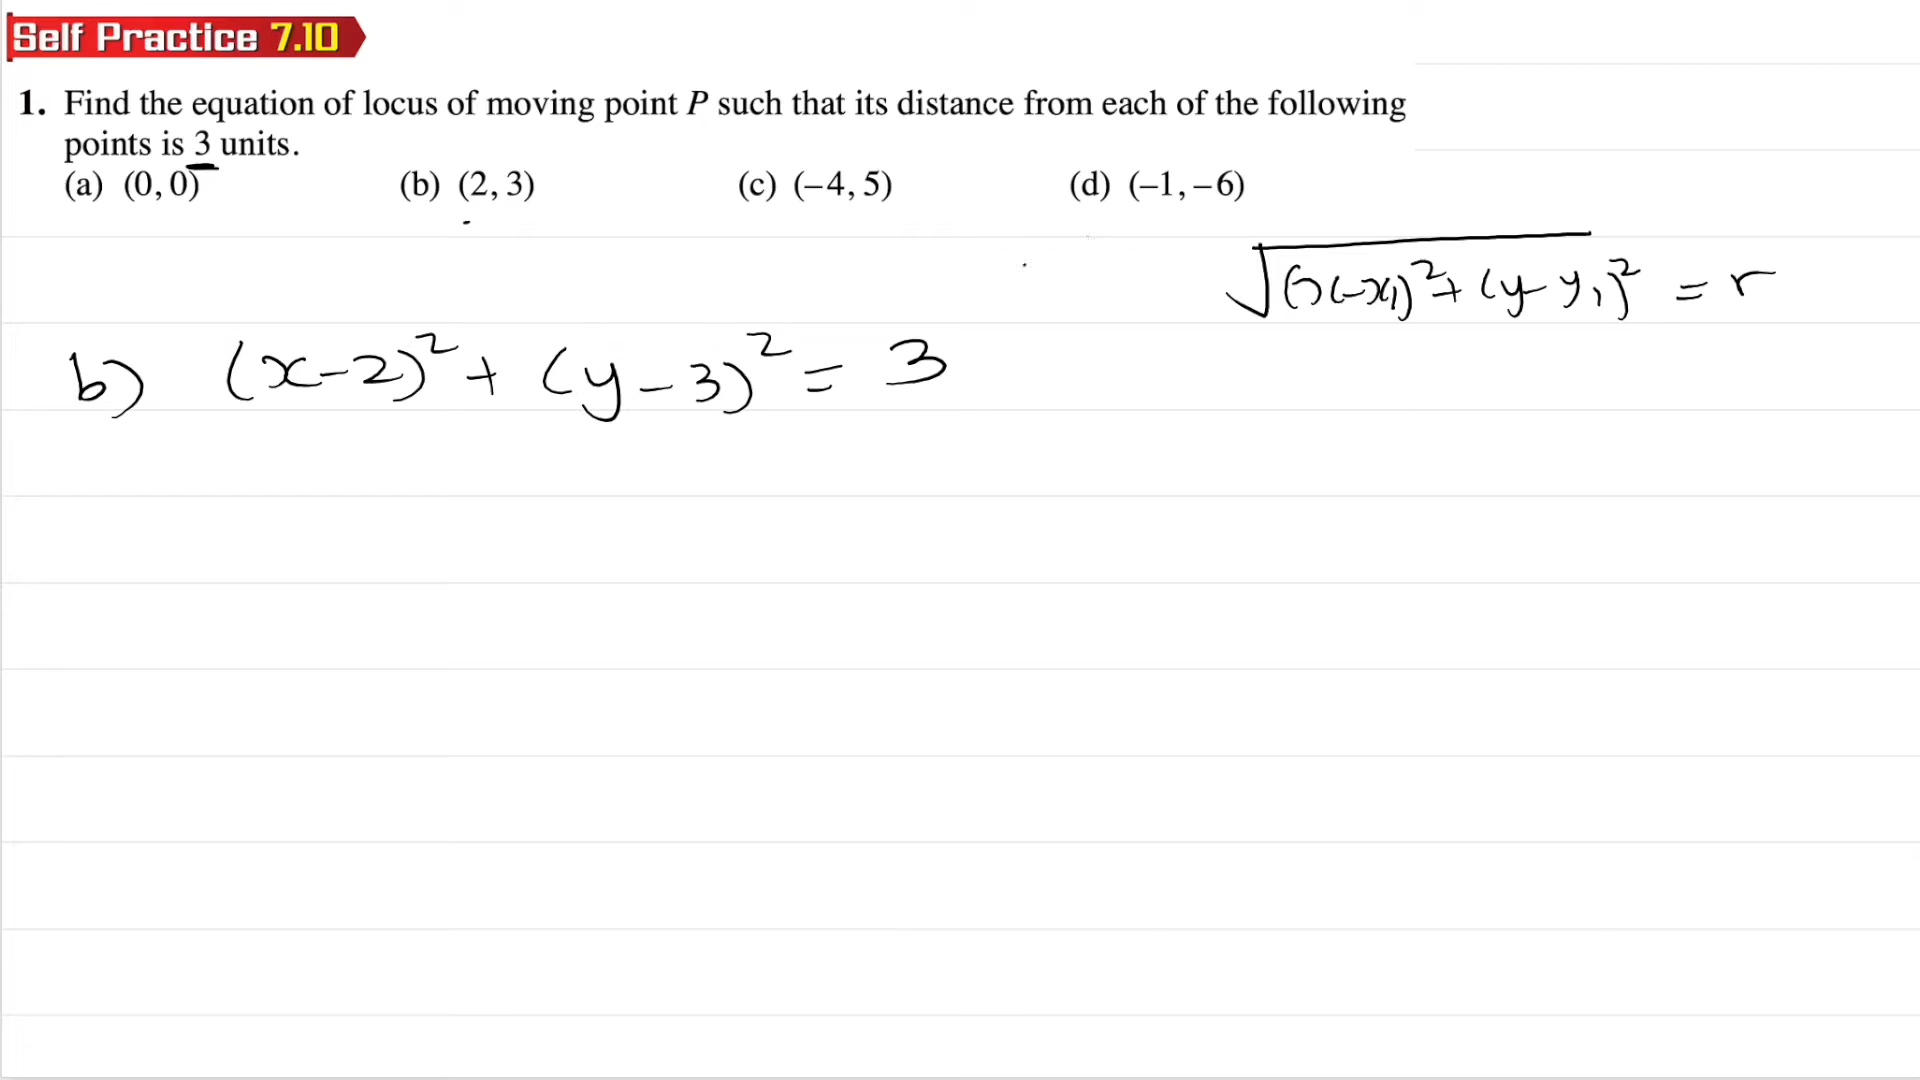 Self Practice 7.10
1. Find the equation of locus of moving point P such that its distance from each of the following
points is 3 units.
(a) (0, 0) (b) (2, 3) (c) (–4, 5) (d) (–1, –6)
√(x-x₁)² + (y-y₁)² = r
b) (x-2)² + (y-3)² = 3